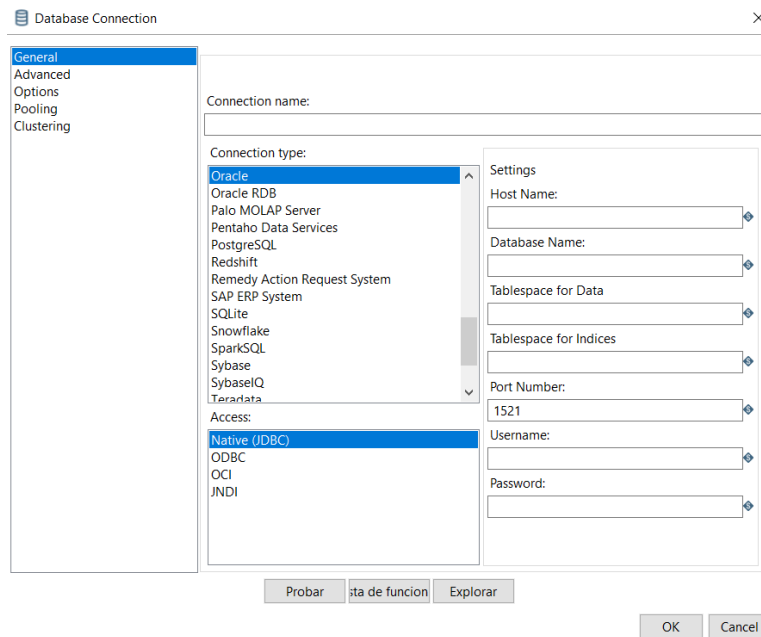 Database Connection
General
Advanced
Options
Pooling
Clustering
Connection name:
Connection type:
Oracle
Oracle RDB
Palo MOLAP Server
Pentaho Data Services
PostgreSQL
Redshift
Remedy Action Request System
SAP ERP System
SQLite
Snowflake
SparkSQL
Sybase
SybaseIQ
Teradata
Access:
Native (JDBC)
ODBC
OCI
JNDI
Settings
Host Name:
Database Name:
Tablespace for Data
Tablespace for Indices
Port Number:
1521
Username:
Password:
Probar
sta de funcion
Explorar
OK
Cancel